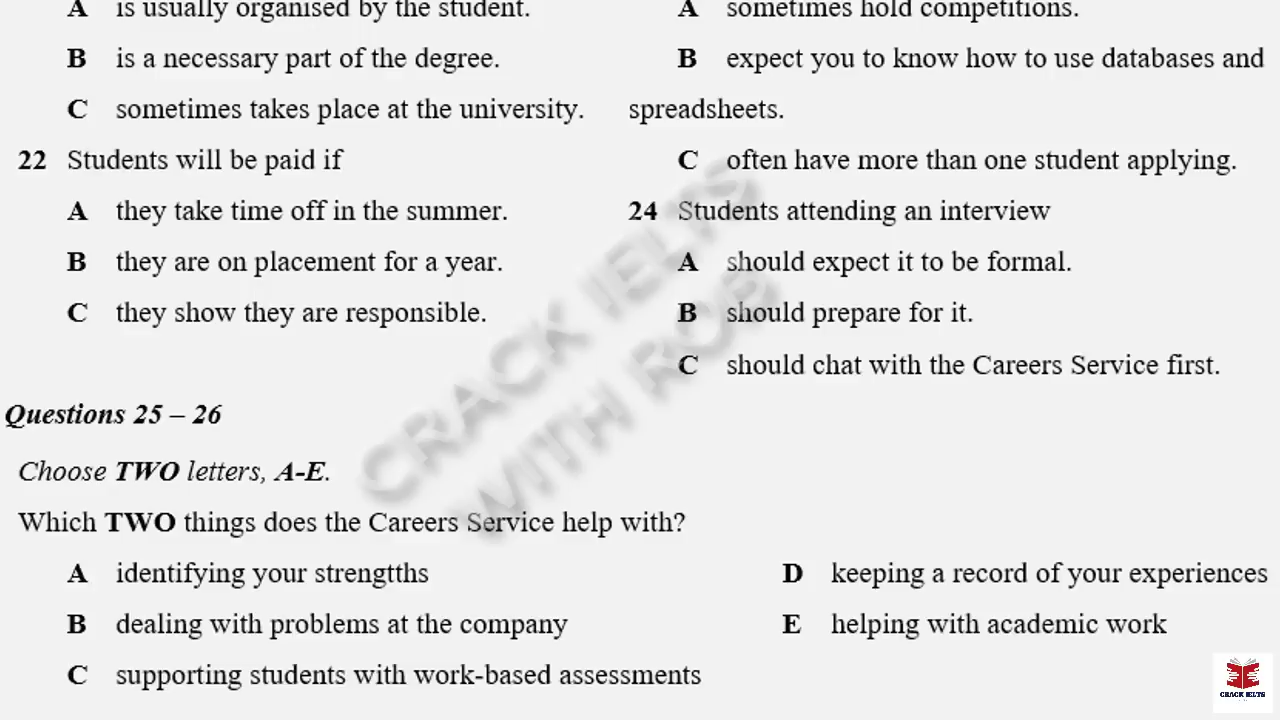 A is usually organised by the student.
B is a necessary part of the degree.
C sometimes takes place at the university.
22 Students will be paid if
A they take time off in the summer.
B they are on placement for a year.
C they show they are responsible.
A sometimes hold competitions.
B expect you to know how to use databases and
spreadsheets.
C often have more than one student applying.
24 Students attending an interview
A should expect it to be formal.
B should prepare for it.
C should chat with the Careers Service first.
Questions 25 – 26
Choose TWO letters, A-E.
Which TWO things does the Careers Service help with?
A identifying your strengtths
B dealing with problems at the company
C supporting students with work-based assessments
D keeping a record of your experiences
E helping with academic work
CRACK IELTS
WITH ROB
CRACK IELTS